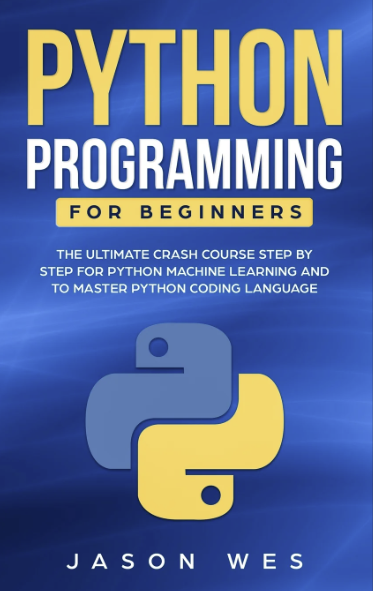 PYTHON
PROGRAMMING
FOR BEGINNERS
THE ULTIMATE CRASH COURSE STEP BY
STEP FOR PYTHON MACHINE LEARNING AND
TO MASTER PYTHON CODING LANGUAGE
JASON WES